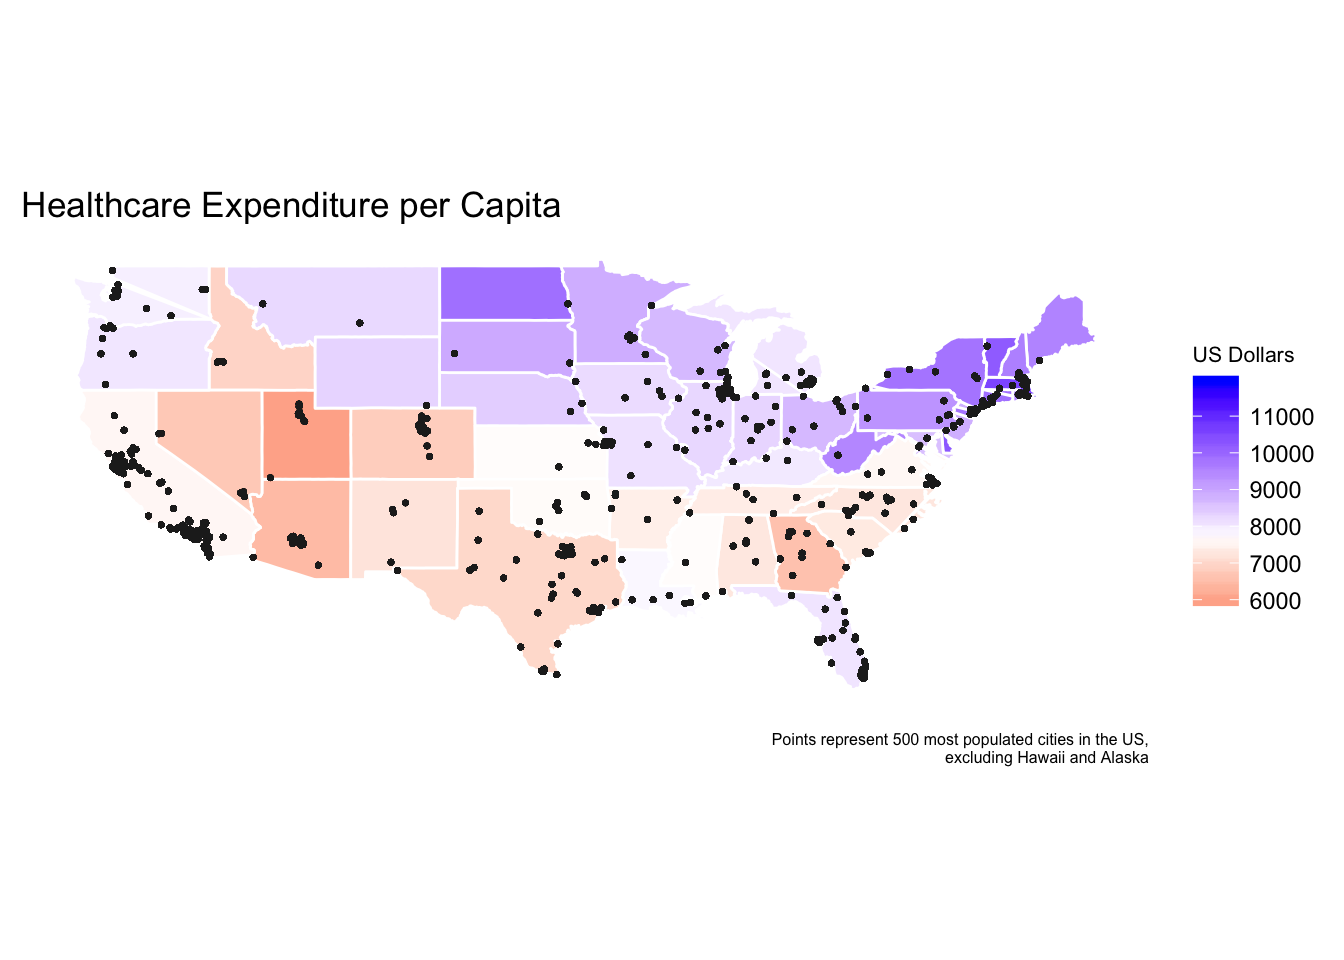 Healthcare Expenditure per Capita
US Dollars
11000
10000
9000
8000
7000
6000
Points represent 500 most populated cities in the US,
excluding Hawaii and Alaska